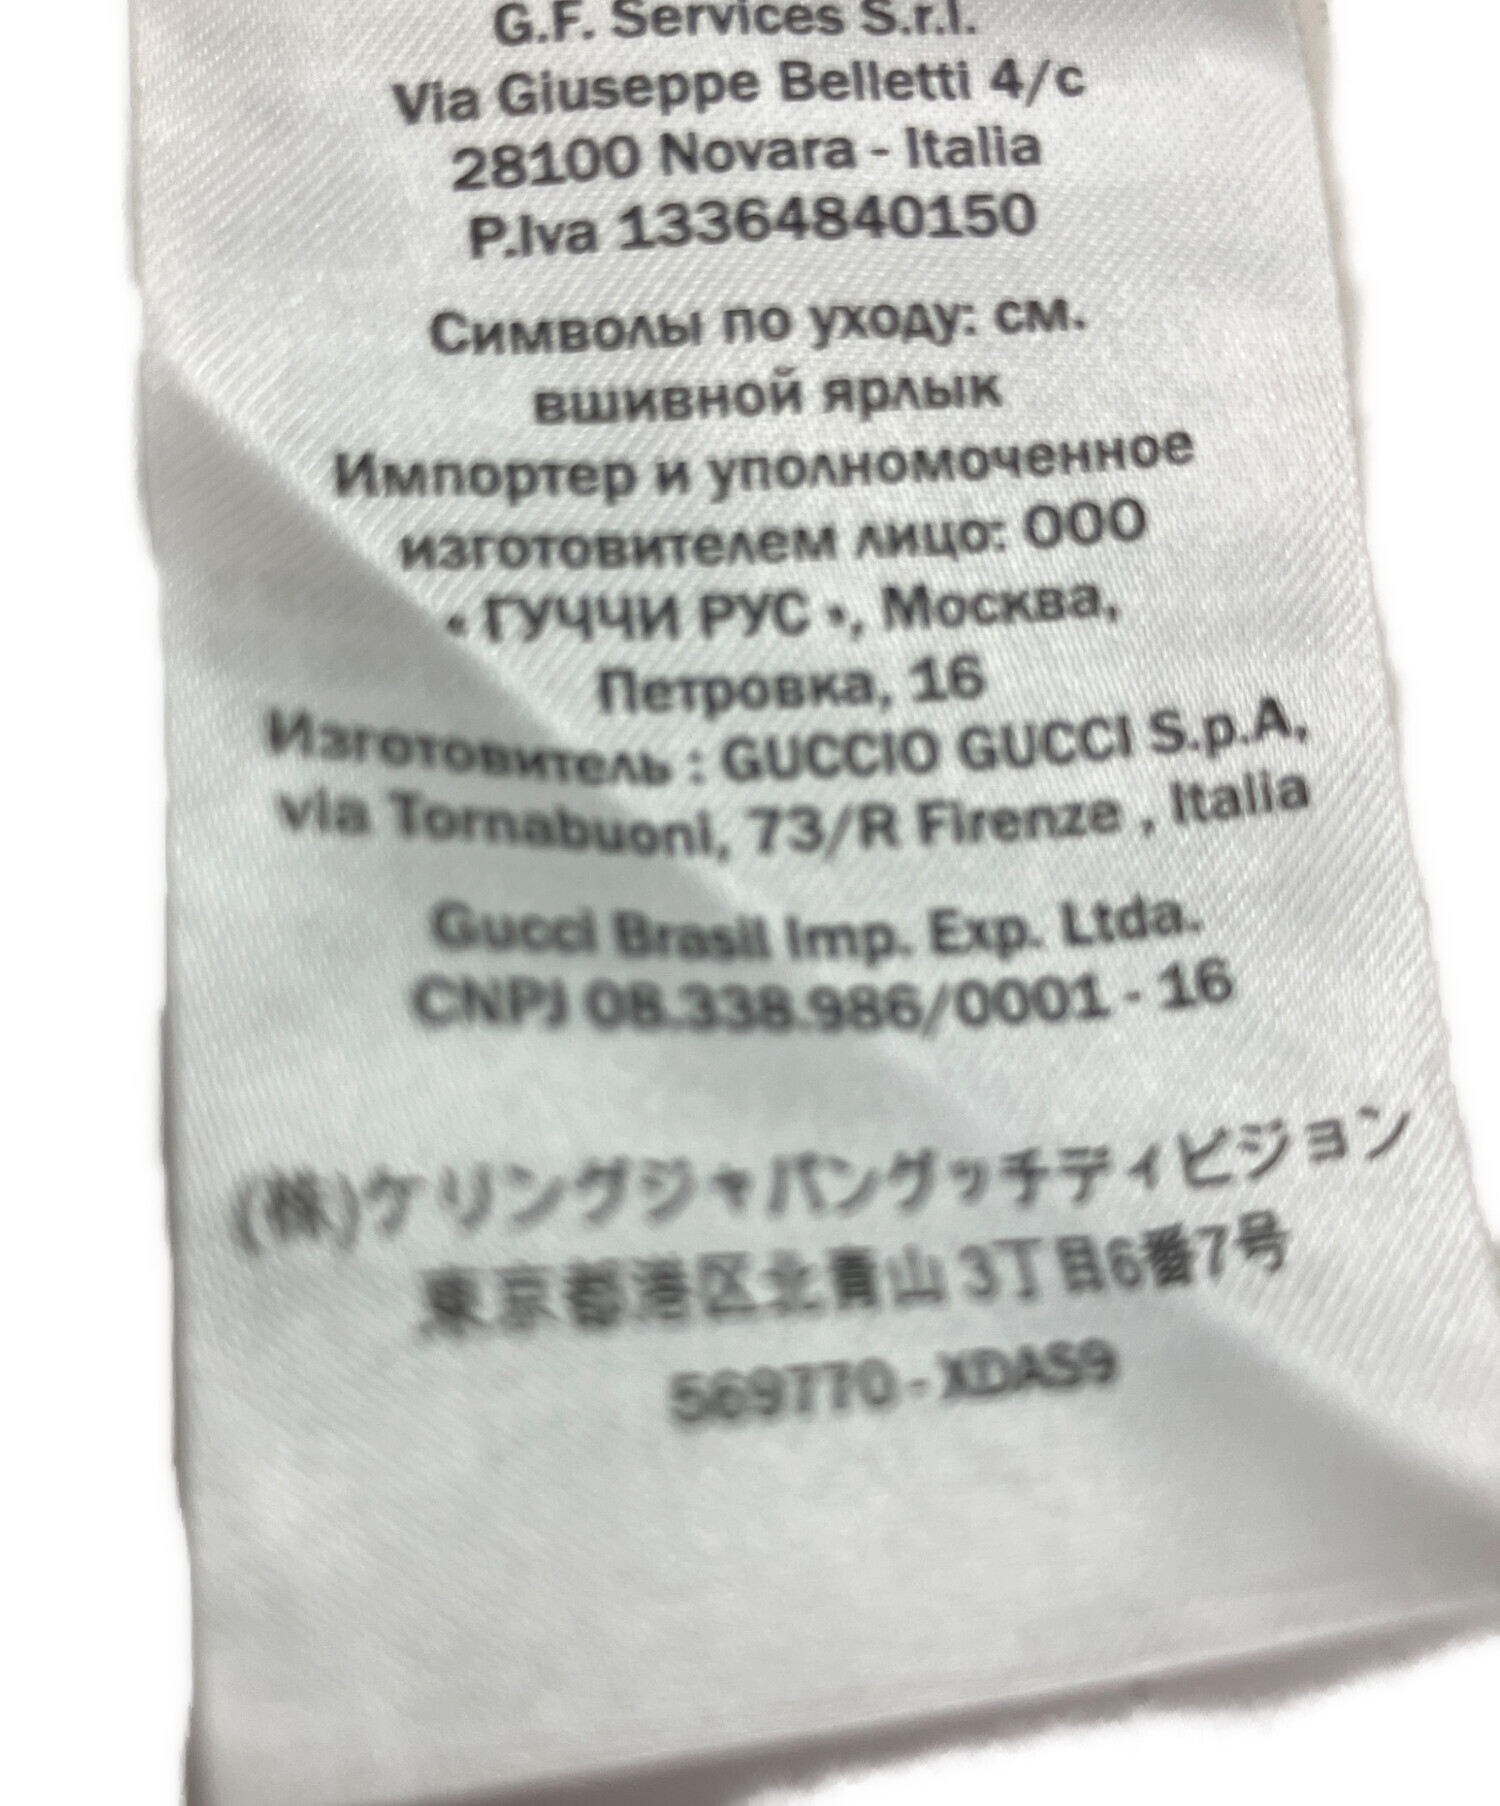 G.F. Services S.r.l.
Via Giuseppe Belletti 4/c
28100 Novara - Italia
P.Iva 13364840150
Символы по уходу: см.
вшивной ярлык
Импортер и уполномоченное
изготовителем лицо: ООО
« ГУЧЧИ РУС », Москва,
Петровка, 16
Изготовитель : GUCCIO GUCCI S.p.A,
via Tornabuoni, 73/R Firenze , Italia
Gucci Brasil Imp. Exp. Ltda.
CNPJ 08.338.986/0001 - 16
(株)ケリングジャパングッチディビジョン
東京都港区北青山3丁目6番7号
569770 - XDAS9